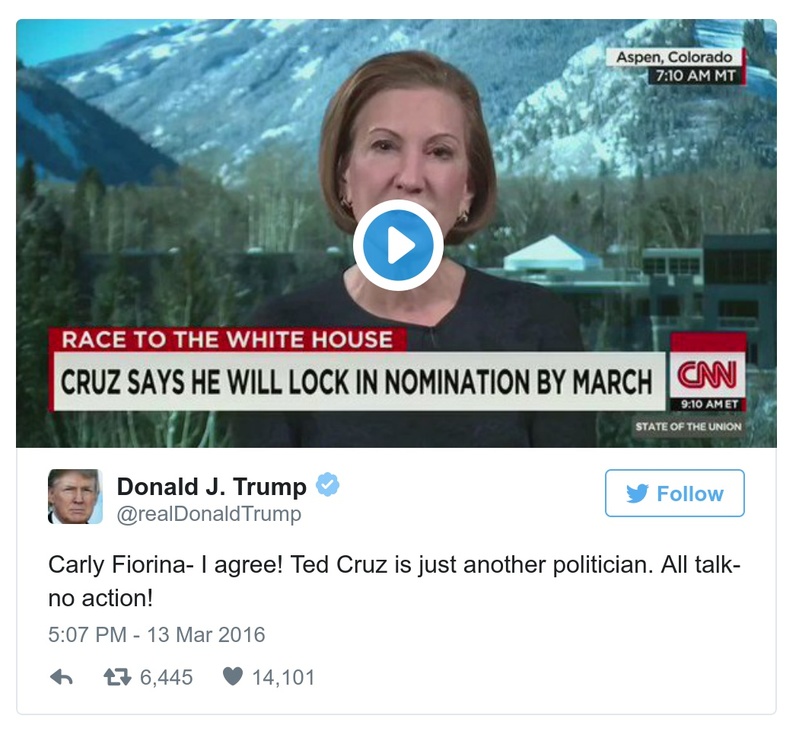 Aspen, Colorado
7:10 AM MT
RACE TO THE WHITE HOUSE
CRUZ SAYS HE WILL LOCK IN NOMINATION BY MARCH
CNN
9:10 AM ET
STATE OF THE UNION
Donald J. Trump
@realDonaldTrump
Follow
Carly Fiorina- I agree! Ted Cruz is just another politician. All talk-
no action!
5:07 PM - 13 Mar 2016
6,445 14,101